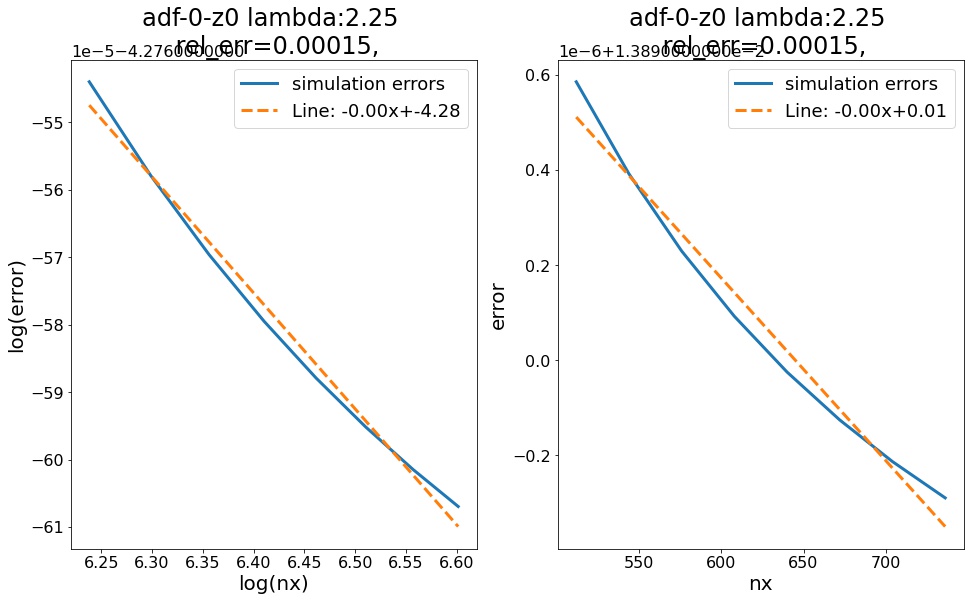 adf-0-z0 lambda:2.25
rel_err=0.00015,
1e−5−4.2760000000
simulation errors
Line: -0.00x+-4.28
−55
−56
−57
−58
−59
−60
−61
log(error)
6.25 6.30 6.35 6.40 6.45 6.50 6.55 6.60
log(nx)
adf-0-z0 lambda:2.25
rel_err=0.00015,
1e−6+1.3890000000e−2
simulation errors
Line: -0.00x+0.01
0.6
0.4
0.2
0.0
−0.2
error
550 600 650 700
nx